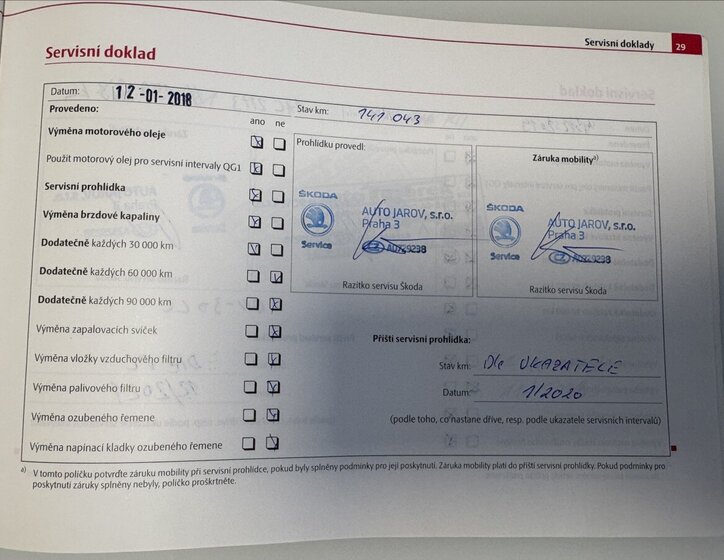 Servisní doklady 29
Servisní doklad
Datum: 12-01-2018
Provedeno: Stav km: 141 043
ano ne
Výměna motorového oleje
Použit motorový olej pro servisní intervaly QG1
Servisní prohlídka
Výměna brzdové kapaliny
Dodatečně každých 30 000 km
Dodatečně každých 60 000 km
Dodatečně každých 90 000 km
Výměna zapalovacích svíček
Výměna vložky vzduchového filtru
Výměna palivového filtru
Výměna ozubeného řemene
Výměna napínací kladky ozubeného řemene
Prohlídku provedl:
ŠKODA
Service
AUTO JAROV, s.r.o.
Praha 3
Razítko servisu Škoda
Záruka mobility a)
ŠKODA
Service
AUTO JAROV, s.r.o.
Praha 3
Razítko servisu Škoda
Příští servisní prohlídka:
Stav km: Dle UKAZATELE
Datum: 1/2020
(podle toho, co nastane dříve, resp. podle ukazatele servisních intervalů)
a) V tomto políčku potvrďte záruku mobility při servisní prohlídce, pokud byly splněny podmínky pro její poskytnutí. Záruka mobility platí do příští servisní prohlídky. Pokud podmínky pro
poskytnutí záruky splněny nebyly, políčko proškrtněte.